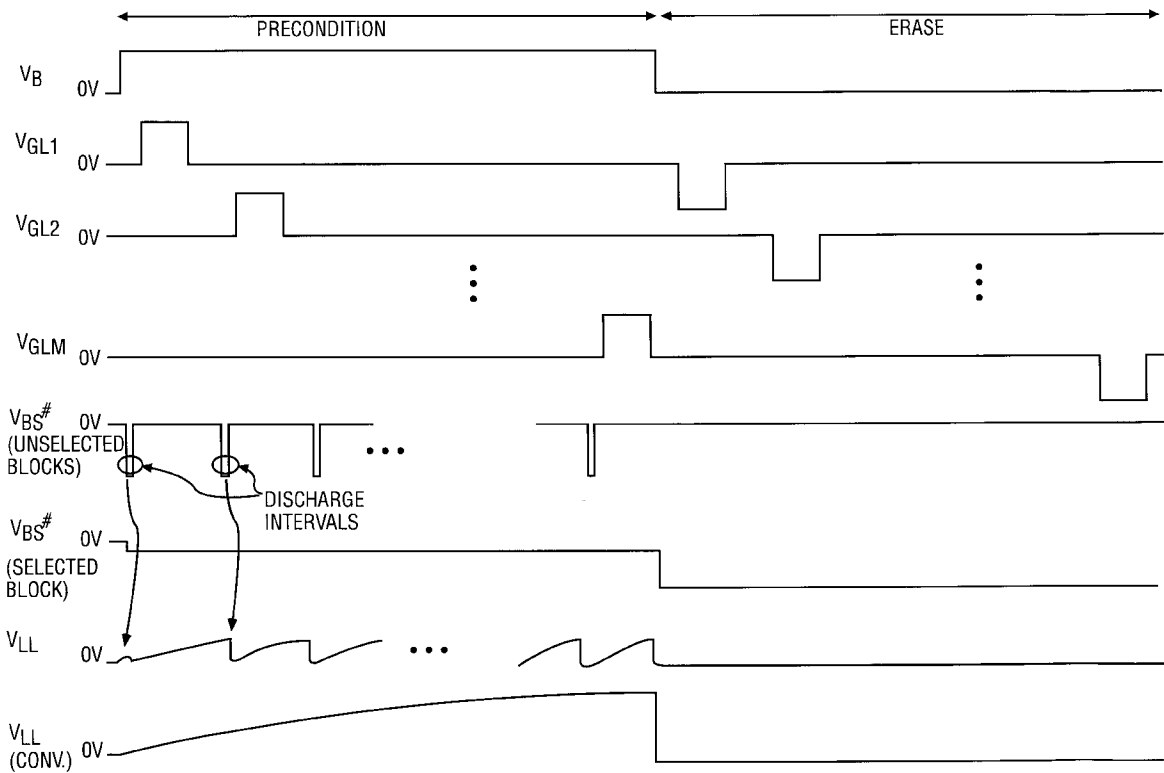 PRECONDITION
ERASE
VB 0V
VGL1 0V
VGL2 0V
VGLM 0V
VBS# 0V
(UNSELECTED
BLOCKS)
DISCHARGE
INTERVALS
VBS# 0V
(SELECTED
BLOCK)
VLL 0V
VLL
(CONV.) 0V